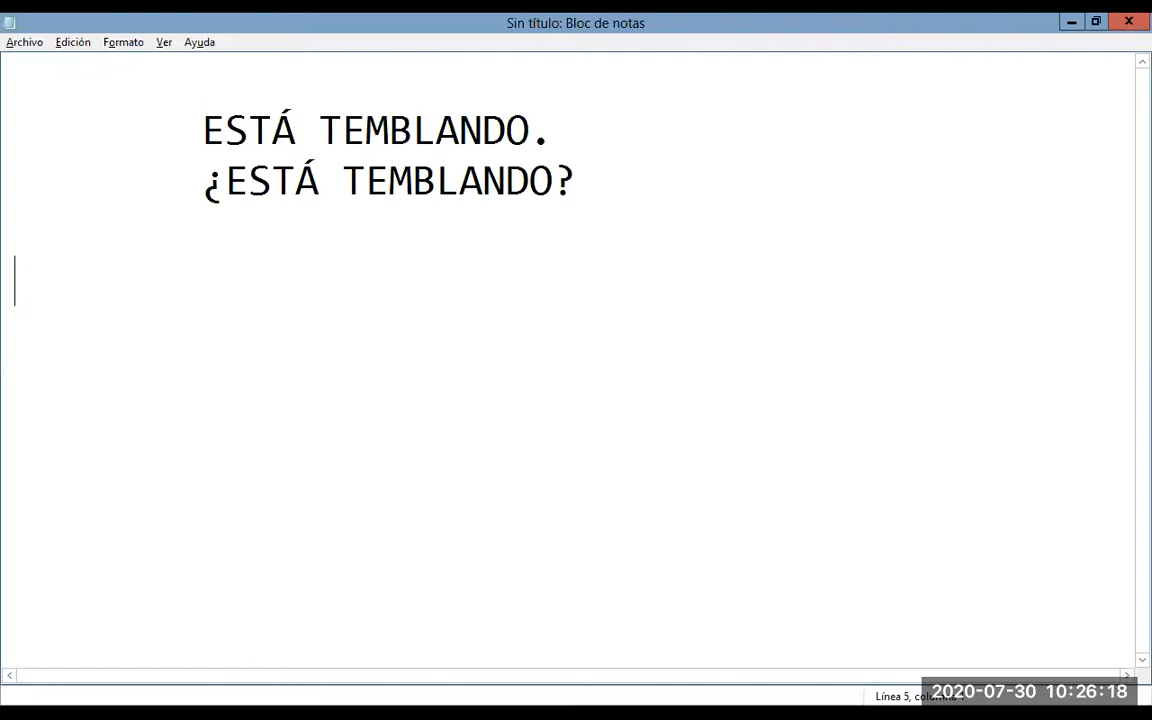 Sin título: Bloc de notas
Archivo Edición Formato Ver Ayuda
ESTÁ TEMBLANDO.
¿ESTÁ TEMBLANDO?
Línea 5,
2020-07-30 10:26:18